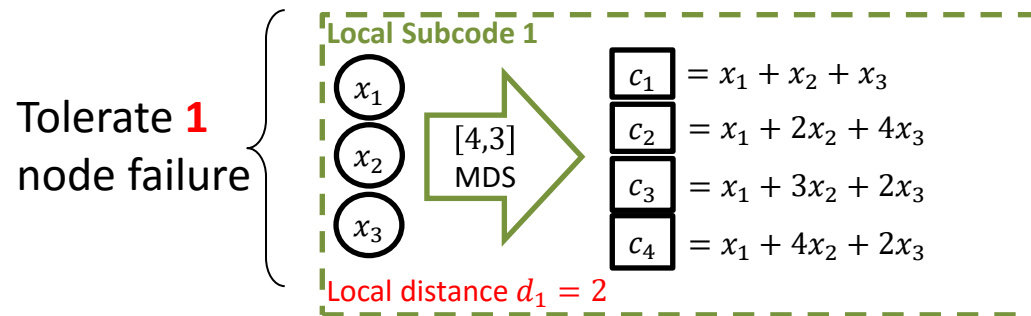 Local Subcode 1
Tolerate 1
node failure
x₁
x₂
x₃
[4,3]
MDS
c₁ = x₁ + x₂ + x₃
c₂ = x₁ + 2x₂ + 4x₃
c₃ = x₁ + 3x₂ + 2x₃
c₄ = x₁ + 4x₂ + 2x₃
Local distance d₁ = 2